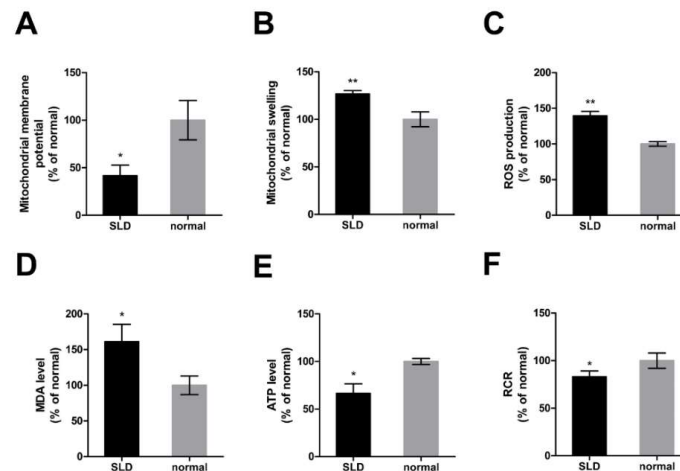 A
Mitochondrial membrane
potential
(% of normal)
150
100
50
0
*
SLD
normal
B
Mitochondrial swelling
(% of normal)
150
100
50
0
**
SLD
normal
C
ROS production
(% of normal)
200
150
100
50
0
**
SLD
normal
D
MDA level
(% of normal)
200
150
100
50
0
*
SLD
normal
E
ATP level
(% of normal)
150
100
50
0
*
SLD
normal
F
RCR
(% of normal)
150
100
50
0
*
SLD
normal